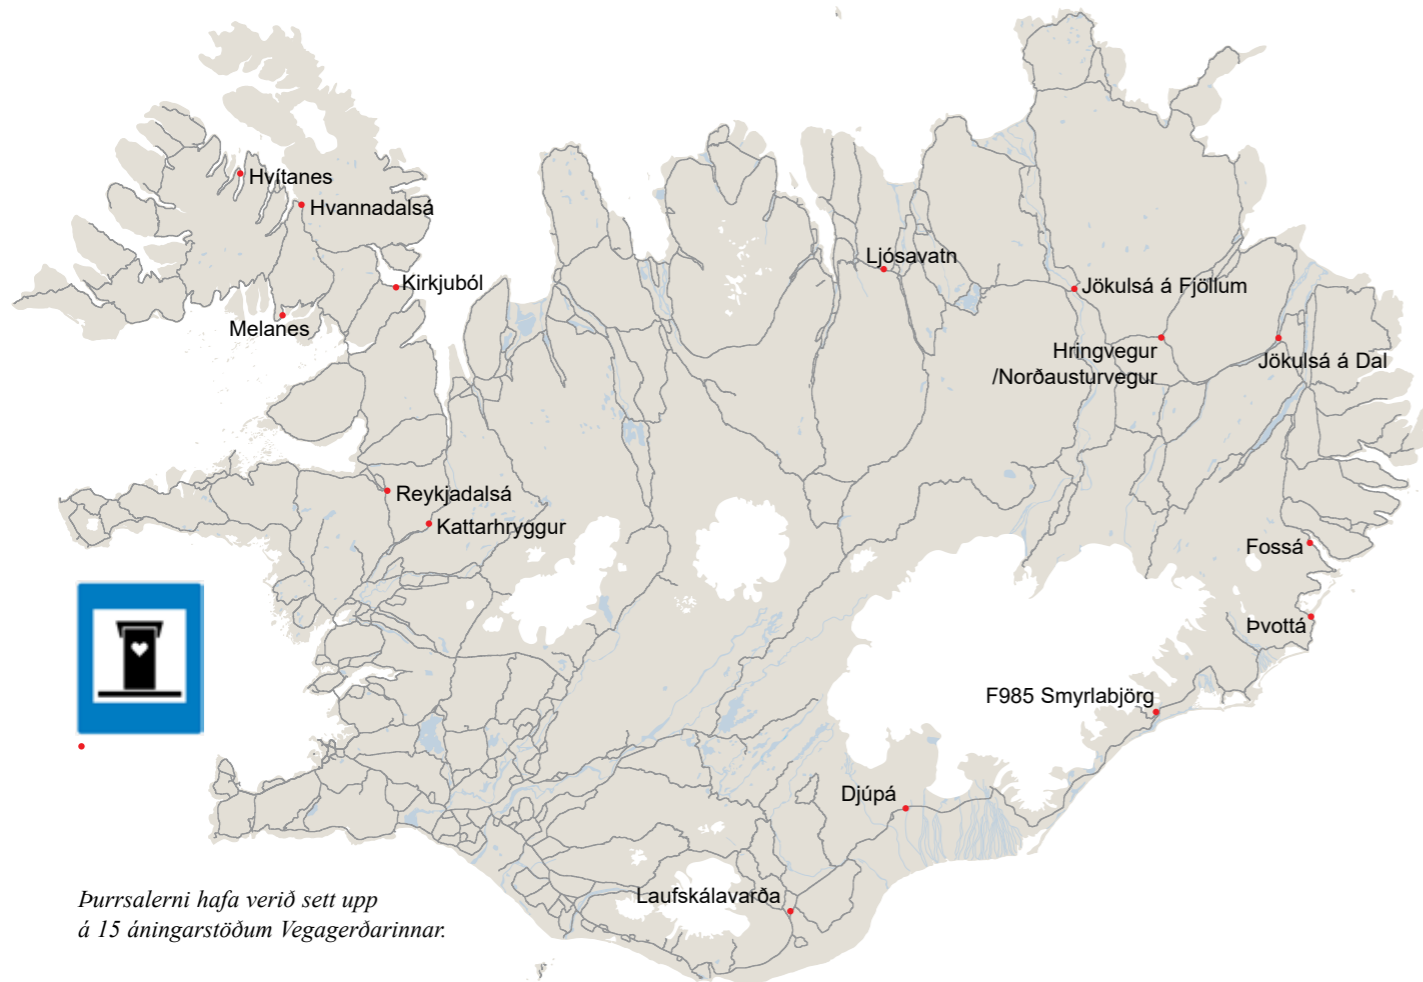 Hvítanes
Hvannadalsá
Ljósavatn
Kirkjuból
Jökulsá á Fjöllum
Melanes
Hringvegur
/Norðausturvegur
Jökulsá á Dal
Reykjadalsá
Kattarhryggur
Fossá
Þvottá
F985 Smyrlabjörg
Djúpá
Laufskálavarða
Þurrsalerni hafa verið sett upp
á 15 áningarstöðum Vegagerðarinnar.